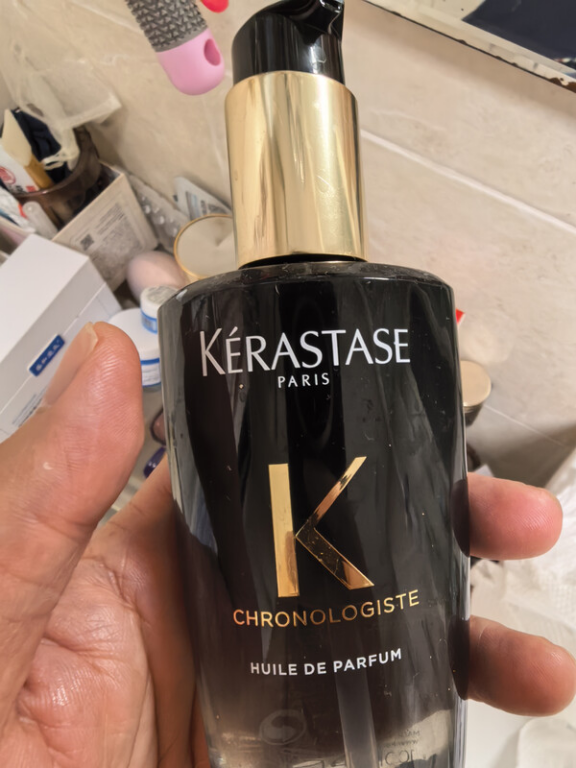 KÉRASTASE
PARIS
K
CHRONOLOGISTE
HUILE DE PARFUM